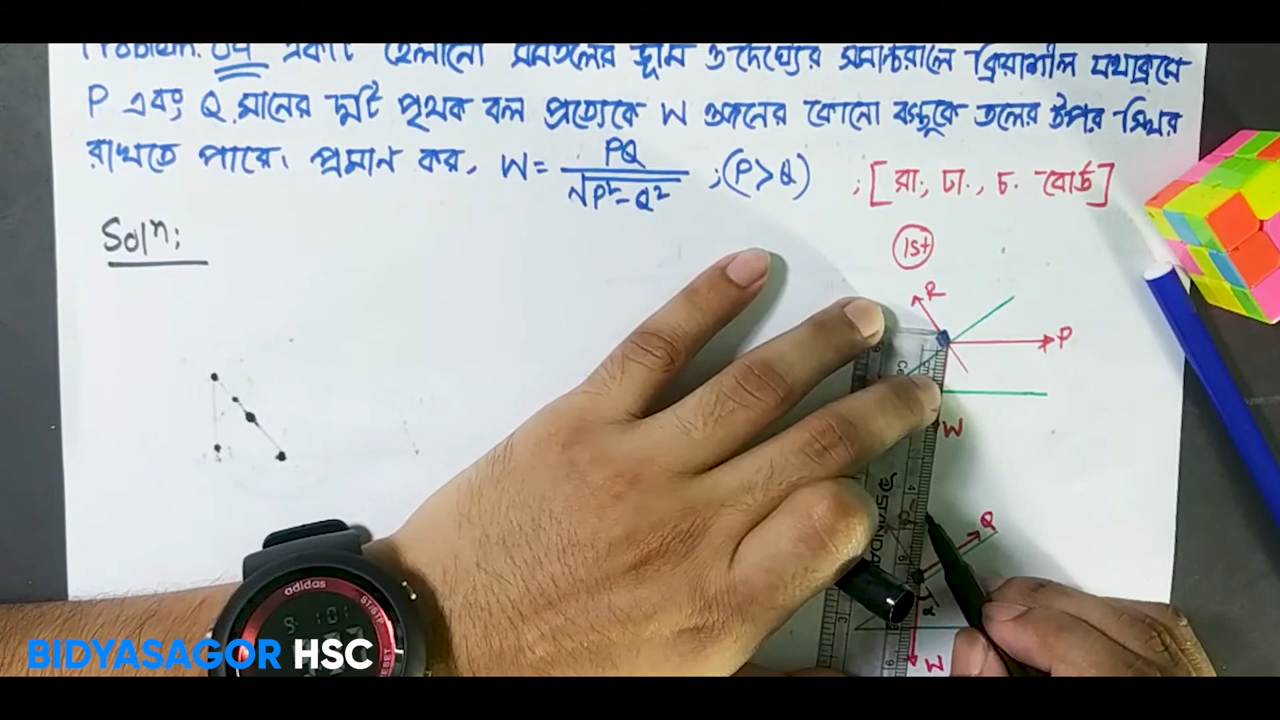 Problem: 04 একটি হেলানো সমতলের ভূমি ও দৈর্ঘ্যের সমান্তরালে ক্রিয়াশীল যথাক্রমে
P এবং Q মানের দুটি পৃথক বল প্রত্যেকে W ওজনের কোনো বস্তুকে তলের উপর স্থির
রাখতে পারে। প্রমান কর, W = PQ / √P² - Q² ; (P > Q) ; [রা., ঢা., চ. বোর্ড]
Solⁿ:
1st
R
P
W
Q
α
W
adidas
BIDYASAGOR HSC